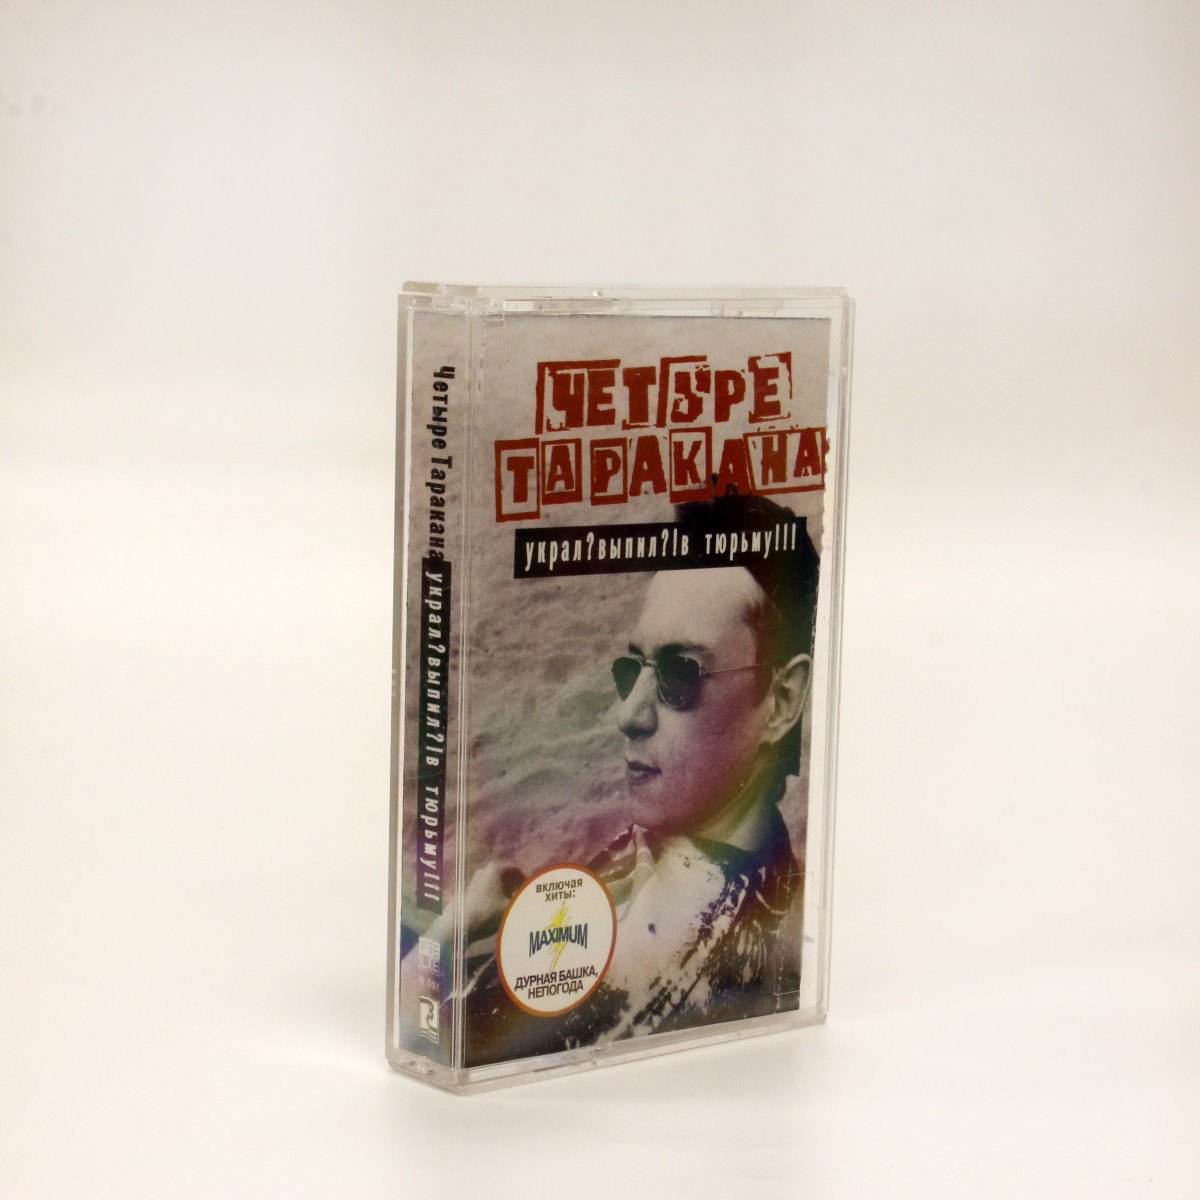 ЧЕТЫРЕ
ТАРАКАНА
украл?выпил?!в тюрьму!!!
Четыре Таракана украл?выпил?!в тюрьму!!!
включая
хиты:
MAXIMUM
ДУРНАЯ БАШКА,
НЕПОГОДА